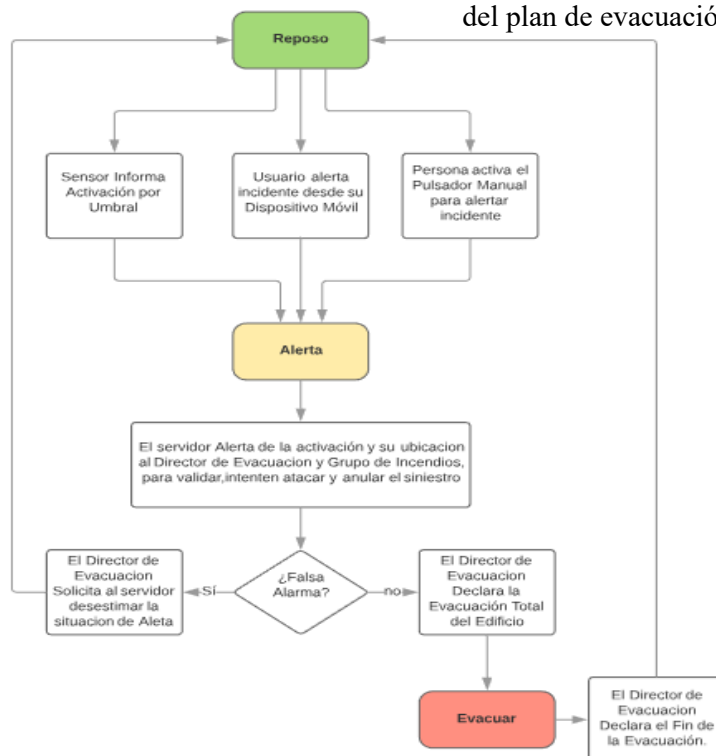 del plan de evacuació
Reposo
Sensor Informa
Activación por
Umbral
Usuario alerta
incidente desde su
Dispositivo Móvil
Persona activa el
Pulsador Manual
para alertar
incidente
Alerta
El servidor Alerta de la activación y su ubicacion
al Director de Evacuacion y Grupo de Incendios,
para validar,intenten atacar y anular el siniestro
El Director de
Evacuacion
Solicita al servidor
desestimar la
situacion de Aleta
Sí
¿Falsa
Alarma?
no
El Director de
Evacuacion
Declara la
Evacuación Total
del Edificio
Evacuar
El Director de
Evacuacion
Declara el Fin de
la Evacuación.